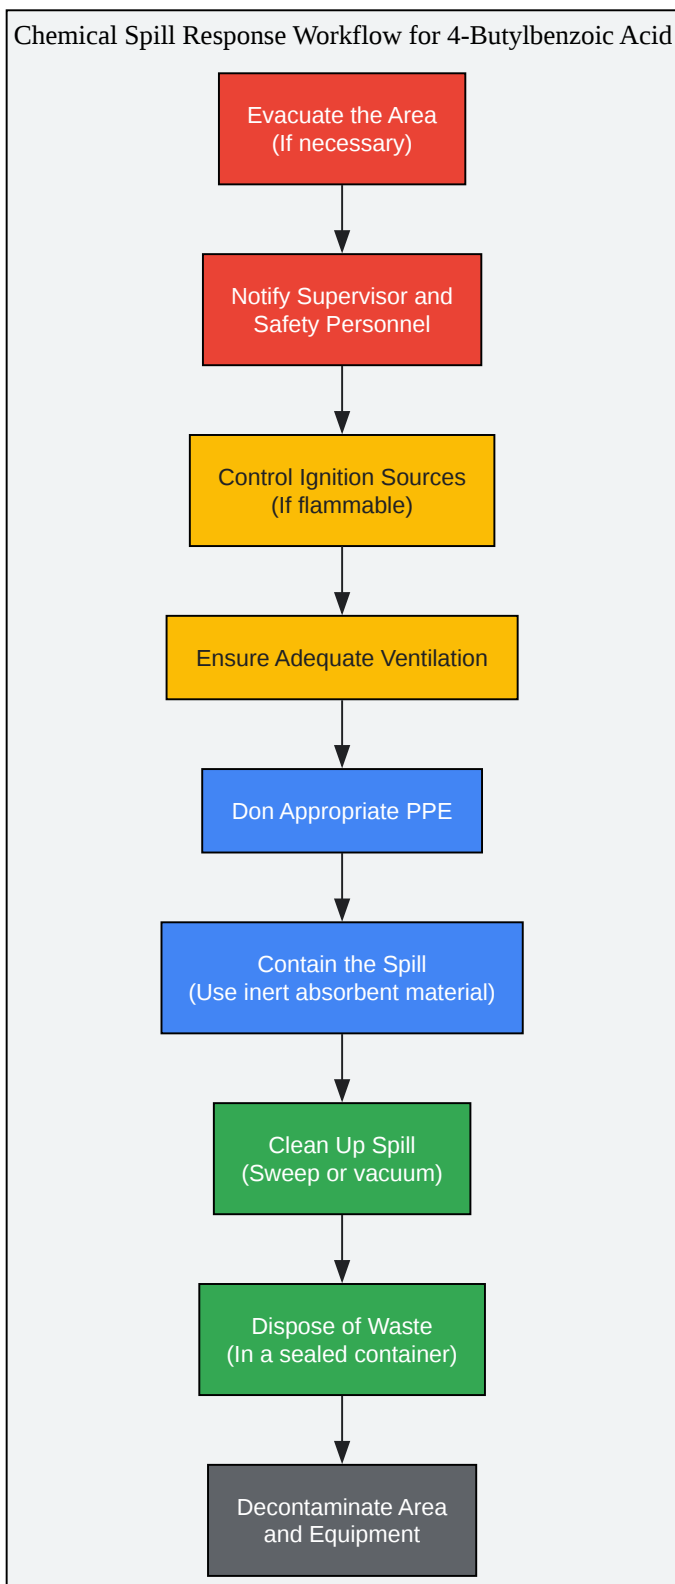 Chemical Spill Response Workflow for 4-Butylbenzoic Acid
Evacuate the Area
(If necessary)
Notify Supervisor and
Safety Personnel
Control Ignition Sources
(If flammable)
Ensure Adequate Ventilation
Don Appropriate PPE
Contain the Spill
(Use inert absorbent material)
Clean Up Spill
(Sweep or vacuum)
Dispose of Waste
(In a sealed container)
Decontaminate Area
and Equipment